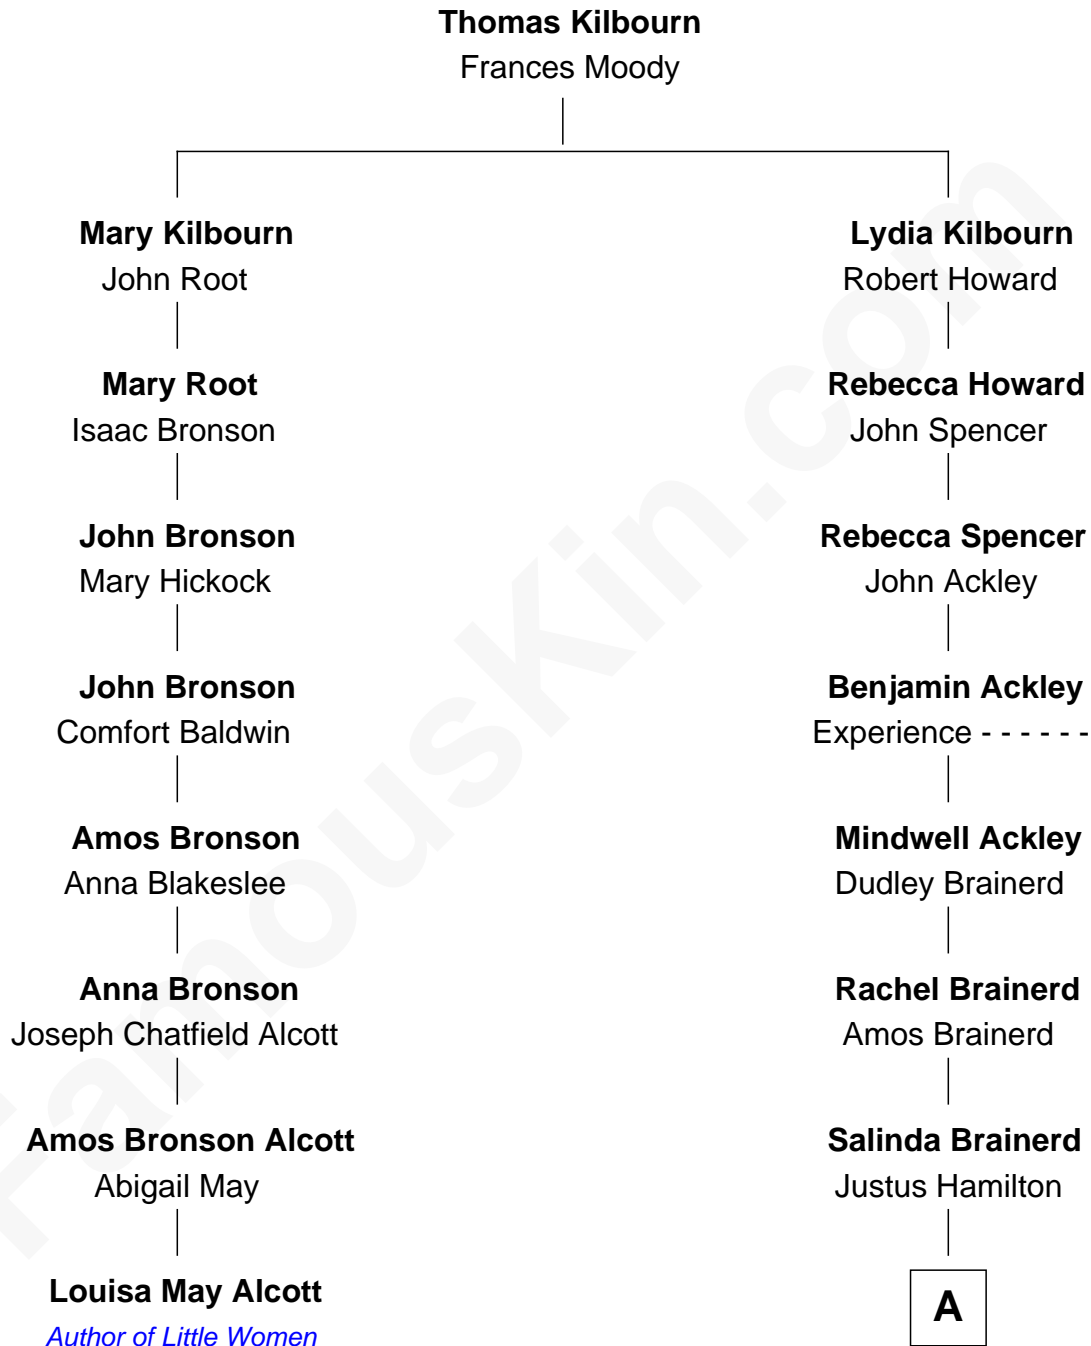 Thomas Kilbourn
Frances Moody
Mary Kilbourn
John Root
Lydia Kilbourn
Robert Howard
Mary Root
Isaac Bronson
Rebecca Howard
John Spencer
John Bronson
Mary Hickock
Rebecca Spencer
John Ackley
John Bronson
Comfort Baldwin
Benjamin Ackley
Experience - - - - - -
Amos Bronson
Anna Blakeslee
Mindwell Ackley
Dudley Brainerd
Anna Bronson
Joseph Chatfield Alcott
Rachel Brainerd
Amos Brainerd
Amos Bronson Alcott
Abigail May
Salinda Brainerd
Justus Hamilton
Louisa May Alcott
Author of Little Women
A
FamousKin.com